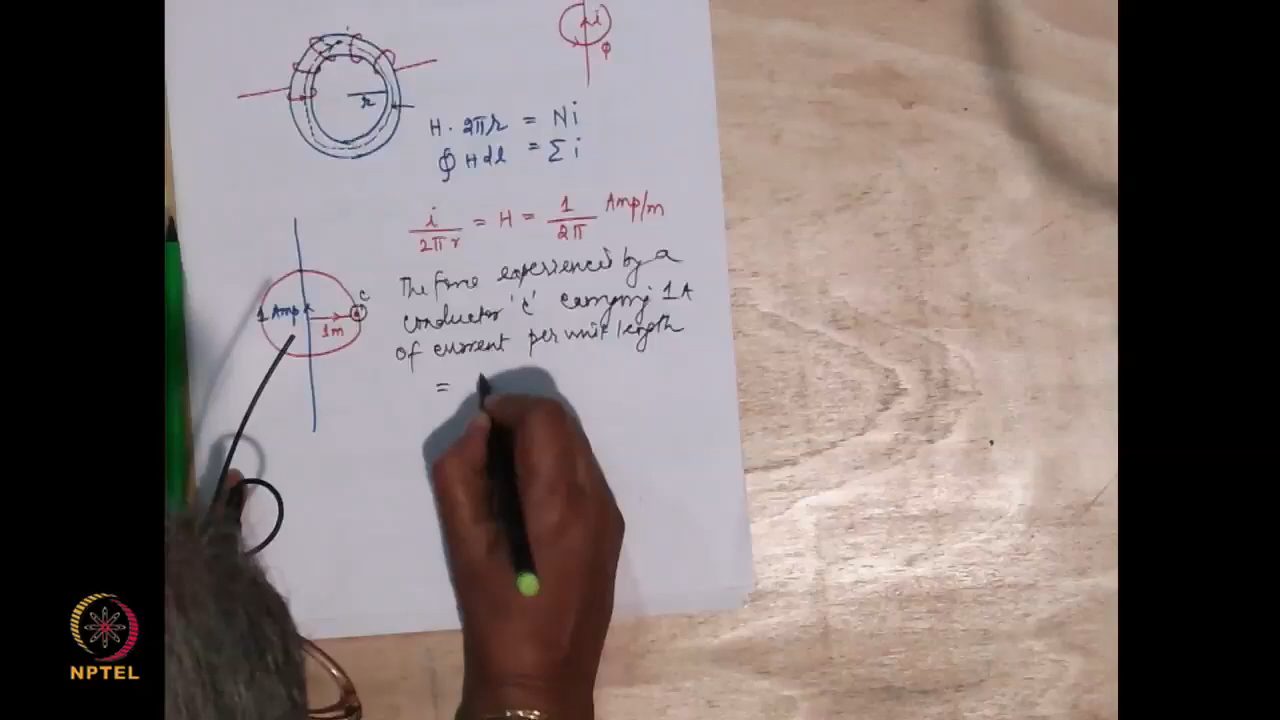 i
i
φ
r
H · 2πr = Ni
∮ H dl = Σ i
i / 2πr = H = 1 / 2π Amp/m
1 Amp
1m
C
The force experienced by a
conductor 'c' carrying 1A
of current per unit length
=
NPTEL